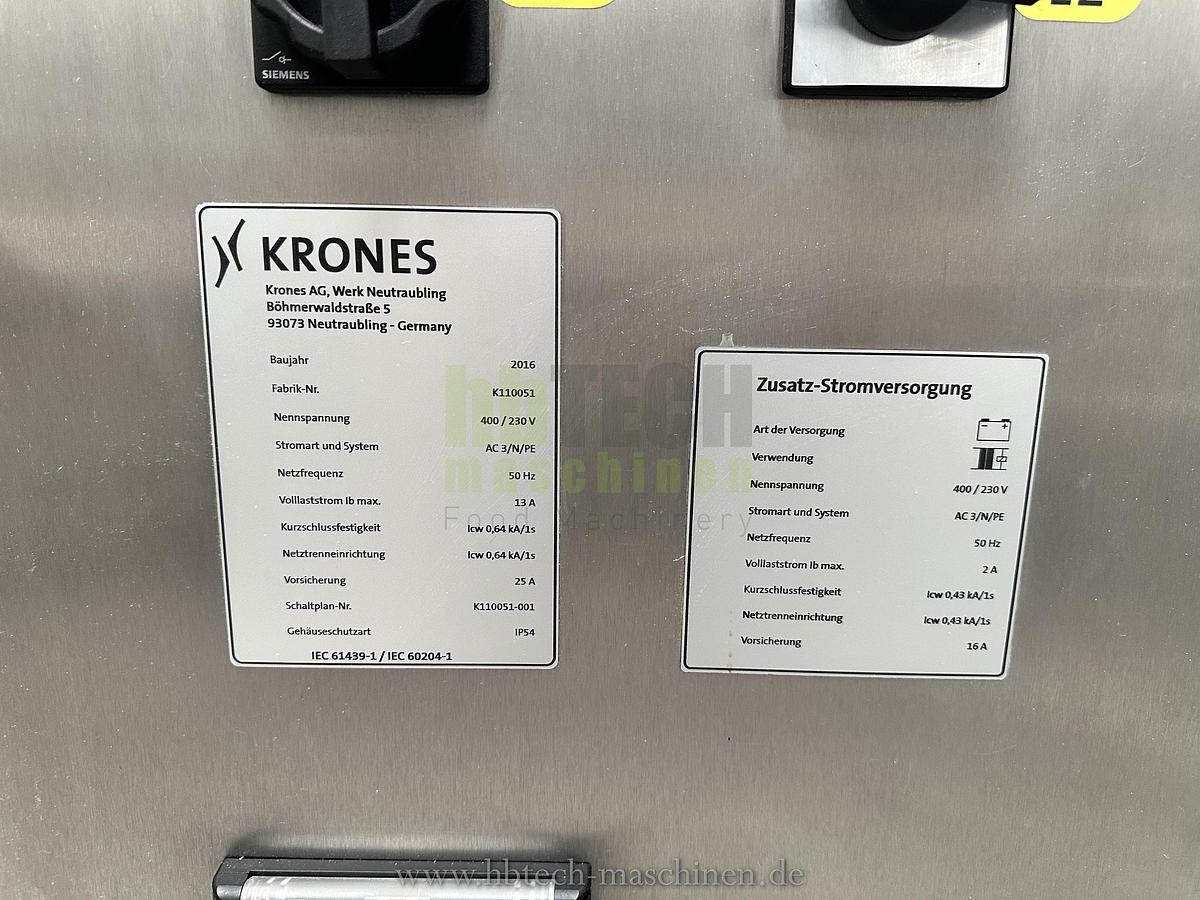 SIEMENS
KRONES
Krones AG, Werk Neutraubling
Böhmerwaldstraße 5
93073 Neutraubling - Germany
Baujahr 2016
Fabrik-Nr. K110051
Nennspannung 400 / 230 V
Stromart und System AC 3/N/PE
Netzfrequenz 50 Hz
Volllaststrom Ib max. 13 A
Kurzschlussfestigkeit Icw 0,64 kA/1s
Netztrenneinrichtung Icw 0,64 kA/1s
Vorsicherung 25 A
Schaltplan-Nr. K110051-001
Gehäuseschutzart IP54
IEC 61439-1 / IEC 60204-1
Zusatz-Stromversorgung
Art der Versorgung
Verwendung
Nennspannung 400 / 230 V
Stromart und System AC 3/N/PE
Netzfrequenz 50 Hz
Volllaststrom Ib max. 2 A
Kurzschlussfestigkeit Icw 0,43 kA/1s
Netztrenneinrichtung Icw 0,43 kA/1s
Vorsicherung 16 A
hbTECH
maschinen
Food Machinery
www.hbtech-maschinen.de